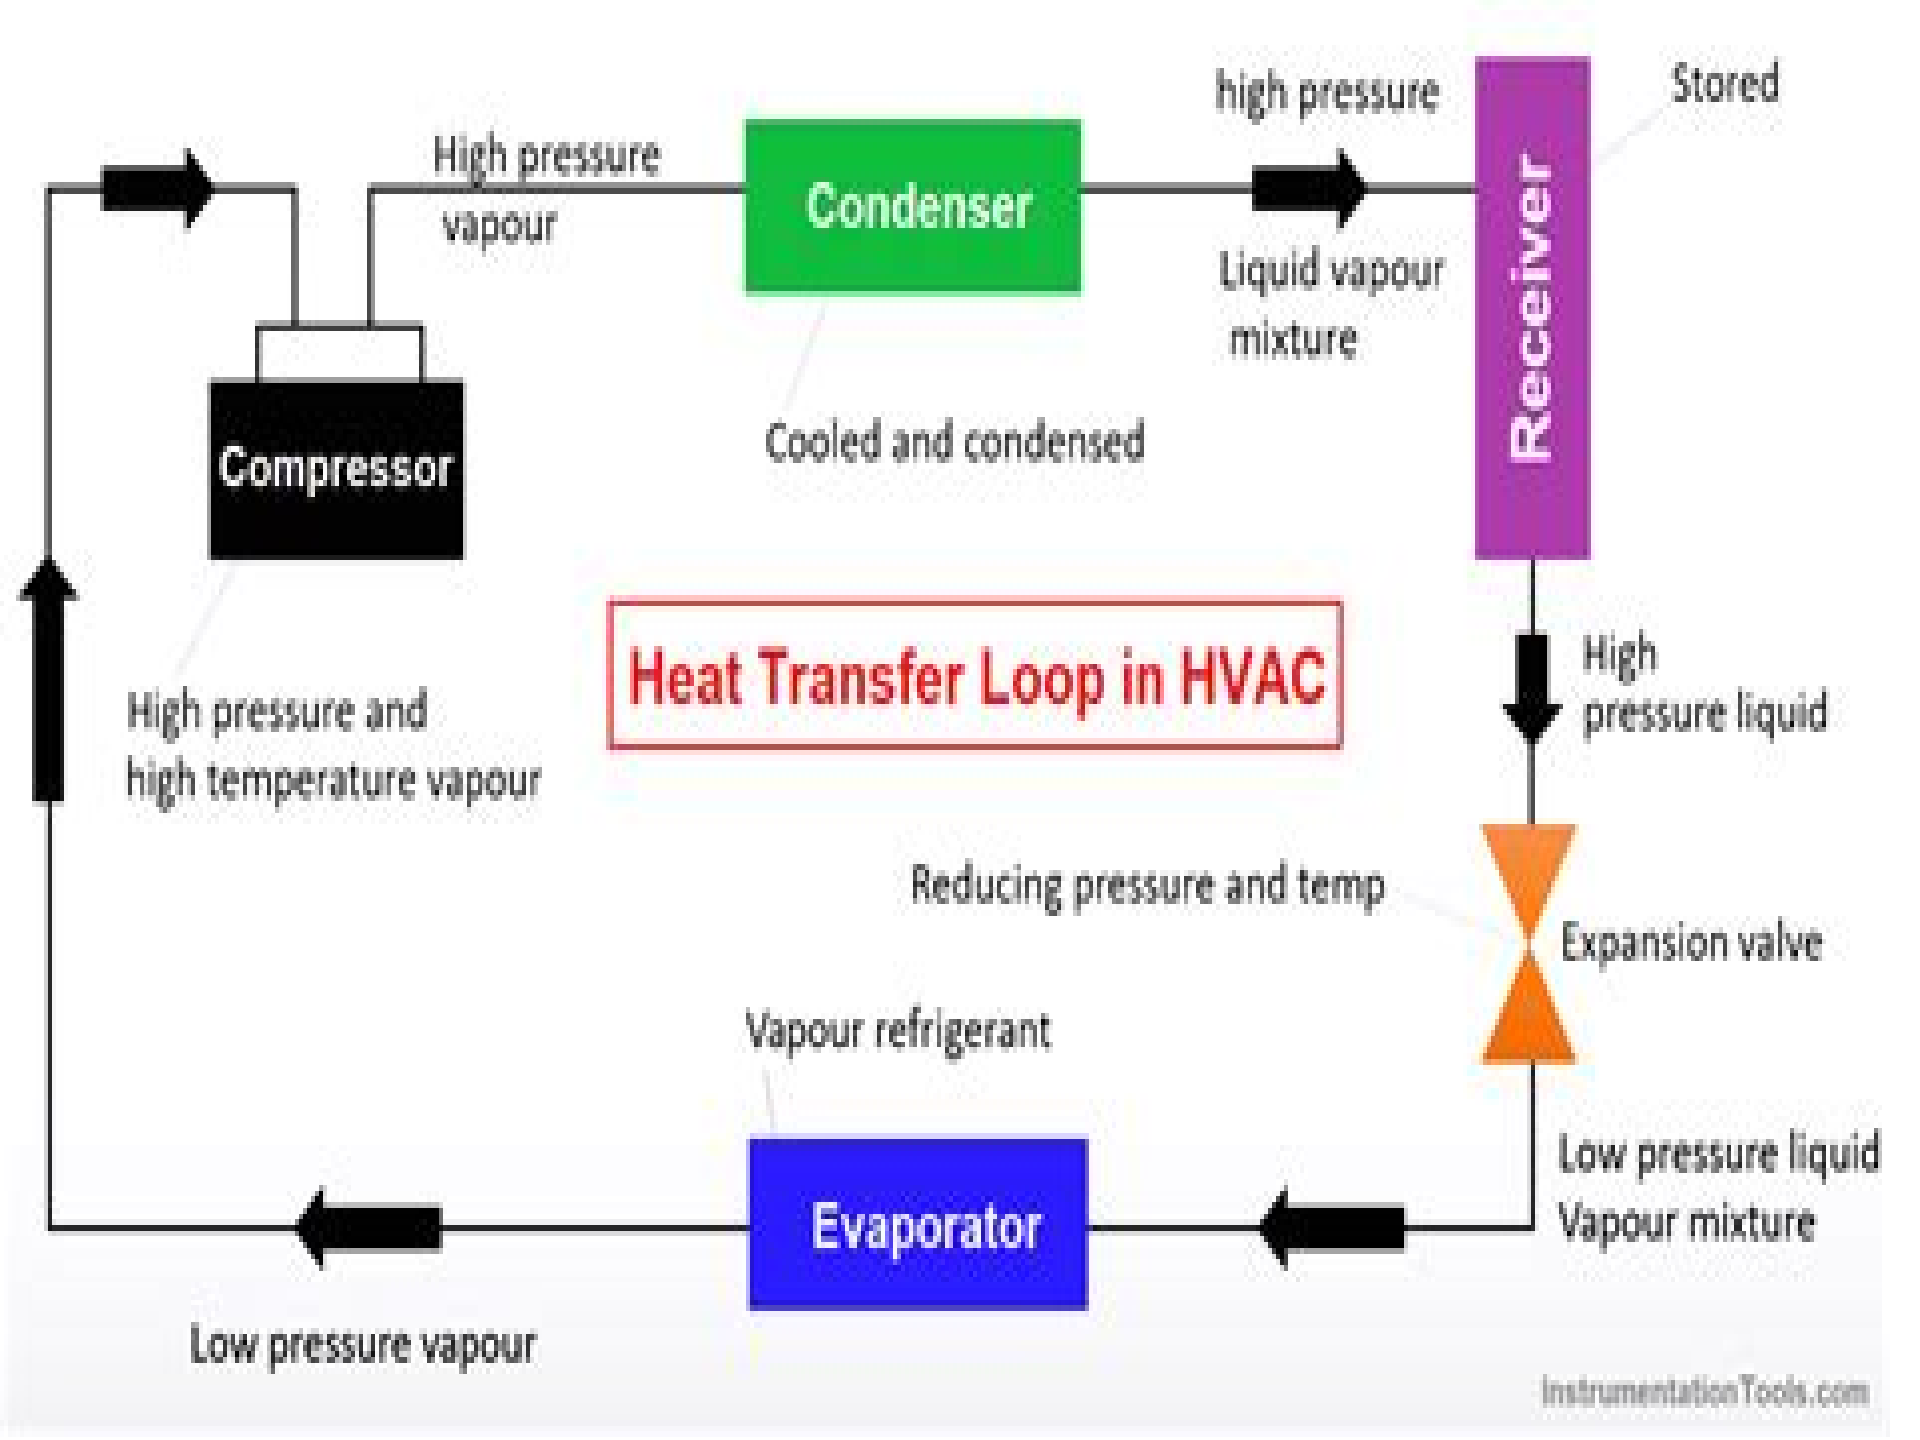 high pressure
Stored
High pressure
vapour
Condenser
Liquid vapour
mixture
Receiver
Cooled and condensed
Compressor
Heat Transfer Loop in HVAC
High
pressure liquid
High pressure and
high temperature vapour
Reducing pressure and temp
Expansion valve
Vapour refrigerant
Low pressure liquid
Vapour mixture
Evaporator
Low pressure vapour
InstrumentationTools.com